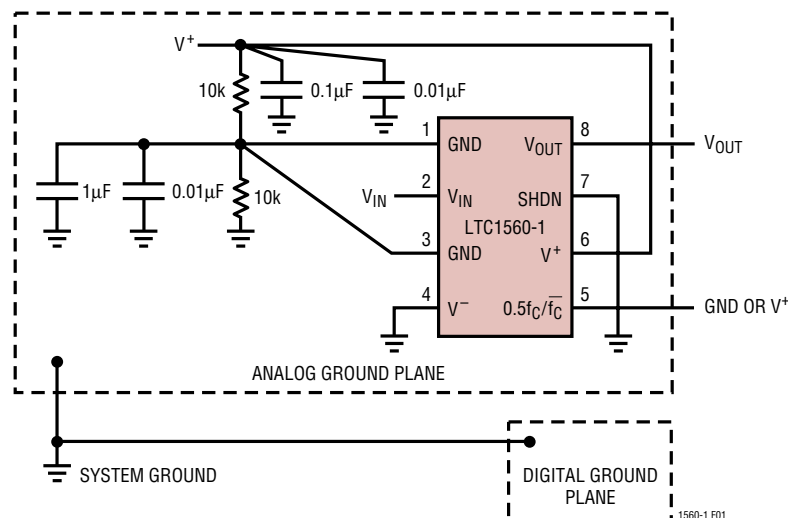 V+
10k
0.1µF
0.01µF
1
GND
VOUT
8
VOUT
1µF
0.01µF
10k
VIN
2
VIN
SHDN
7
LTC1560-1
3
GND
V+
6
4
V–
0.5fC/f̅C̅
5
GND OR V+
ANALOG GROUND PLANE
SYSTEM GROUND
DIGITAL GROUND
PLANE
1560-1 F01